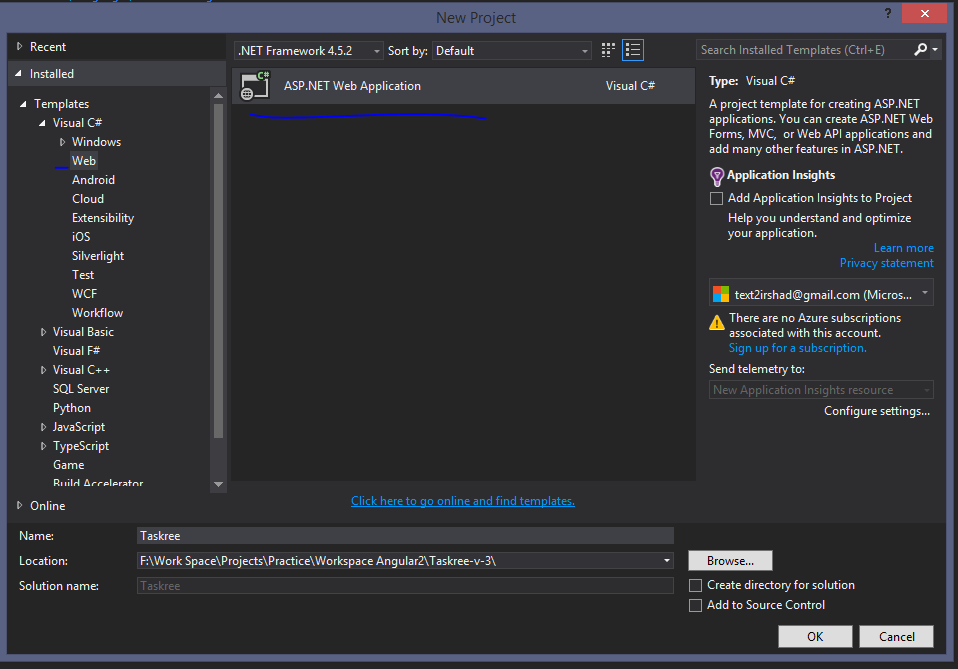 New Project
?
Recent
Installed
Templates
Visual C#
Windows
Web
Android
Cloud
Extensibility
iOS
Silverlight
Test
WCF
Workflow
Visual Basic
Visual F#
Visual C++
SQL Server
Python
JavaScript
TypeScript
Game
Build Accelerator
Online
.NET Framework 4.5.2
Sort by: Default
C#
ASP.NET Web Application
Visual C#
Click here to go online and find templates.
Search Installed Templates (Ctrl+E)
Type: Visual C#
A project template for creating ASP.NET
applications. You can create ASP.NET Web
Forms, MVC, or Web API applications and
add many other features in ASP.NET.
Application Insights
Add Application Insights to Project
Help you understand and optimize
your application.
Learn more
Privacy statement
text2irshad@gmail.com (Micros...
There are no Azure subscriptions
associated with this account.
Sign up for a subscription.
Send telemetry to:
New Application Insights resource
Configure settings...
Name: Taskree
Location: F:\Work Space\Projects\Practice\Workspace Angular2\Taskree-v-3\
Browse...
Solution name: Taskree
Create directory for solution
Add to Source Control
OK
Cancel